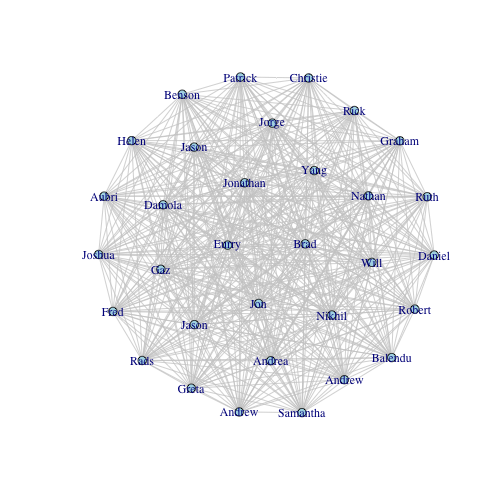 Patrick
Christie
Benson
Rick
Jorge
Helen
Jason
Graham
Yang
Jonathan
Aubri
Damola
Nathan
Ruth
Emry
Brad
Joshua
Gaz
Will
Daniel
Jon
Fred
Nikhil
Robert
Jason
Rads
Andrea
Balendu
Andrew
Greta
Andrew
Samantha